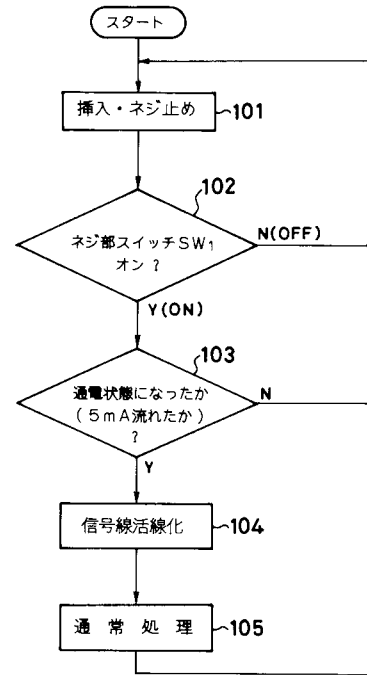 スタート
挿入・ネジ止め
101
102
ネジ部スイッチSW₁
オン ?
N(OFF)
Y(ON)
103
通電状態になったか
( 5mA流れたか )
?
N
Y
信号線活線化
104
通 常 処 理
105